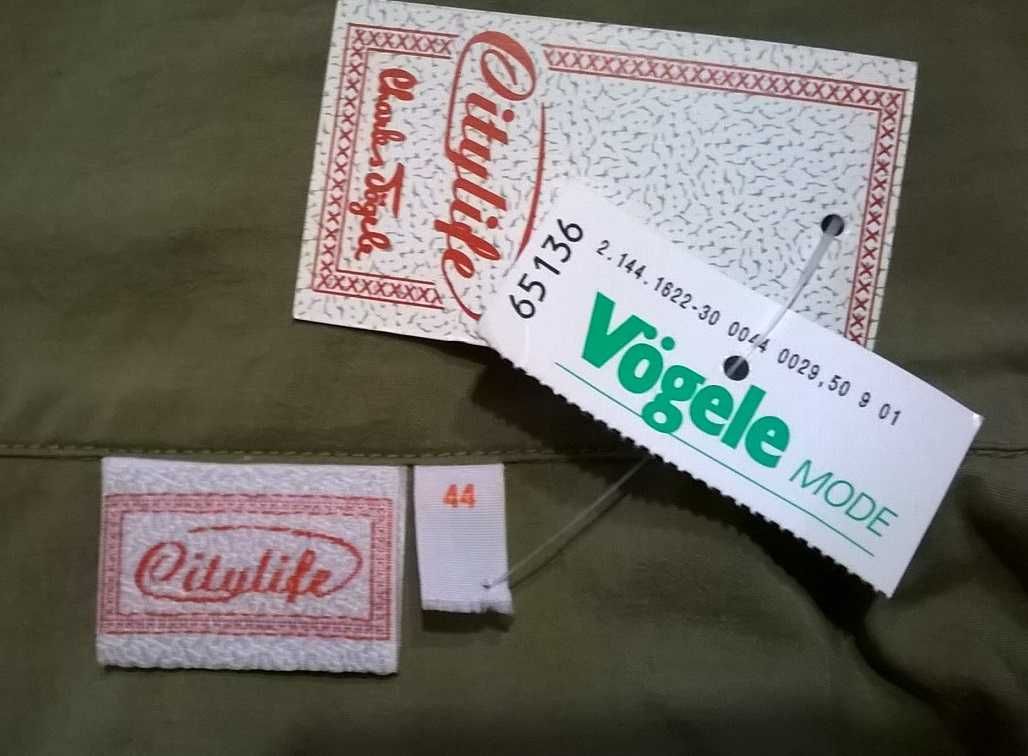 Citylife
Charles Vögele
65136
2.144.1622-30 0044 0029,50 9 01
Vögele MODE
Citylife
44